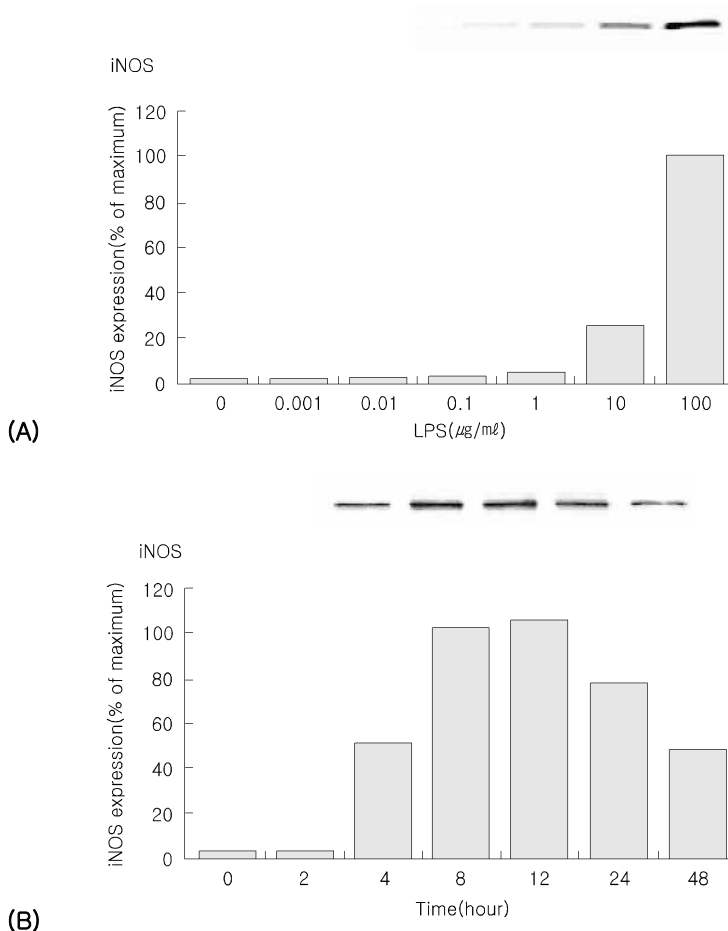 iNOS
iNOS expression(% of maximum)
120
100
80
60
40
20
0
0 0.001 0.01 0.1 1 10 100
LPS(㎍/㎖)
(A)
iNOS
iNOS expression(% of maximum)
120
100
80
60
40
20
0
0 2 4 8 12 24 48
Time(hour)
(B)